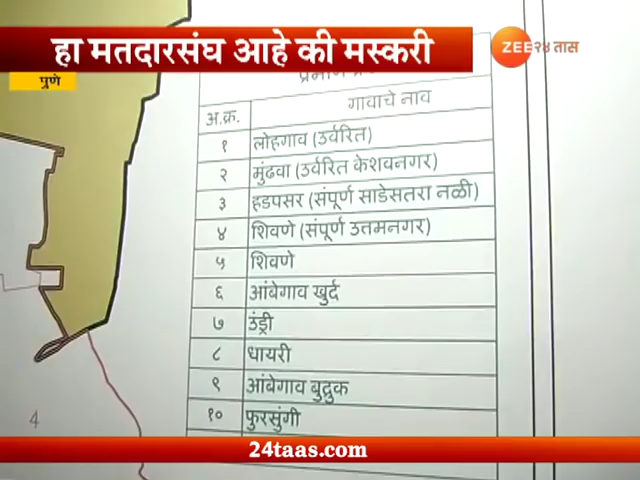 हा मतदारसंघ आहे की मस्करी
ZEE २४ तास
पुणे
अ.क्र. गावाचे नाव
१ लोहगाव (उर्वरित)
२ मुंढवा (उर्वरित केशवनगर)
३ हडपसर (संपूर्ण साडेसतरा नळी)
४ शिवणे (संपूर्ण उत्तमनगर)
५ शिवणे
६ आंबेगाव खुर्द
७ उंड्री
८ धायरी
९ आंबेगाव बुद्रुक
१० फुरसुंगी
4
24taas.com